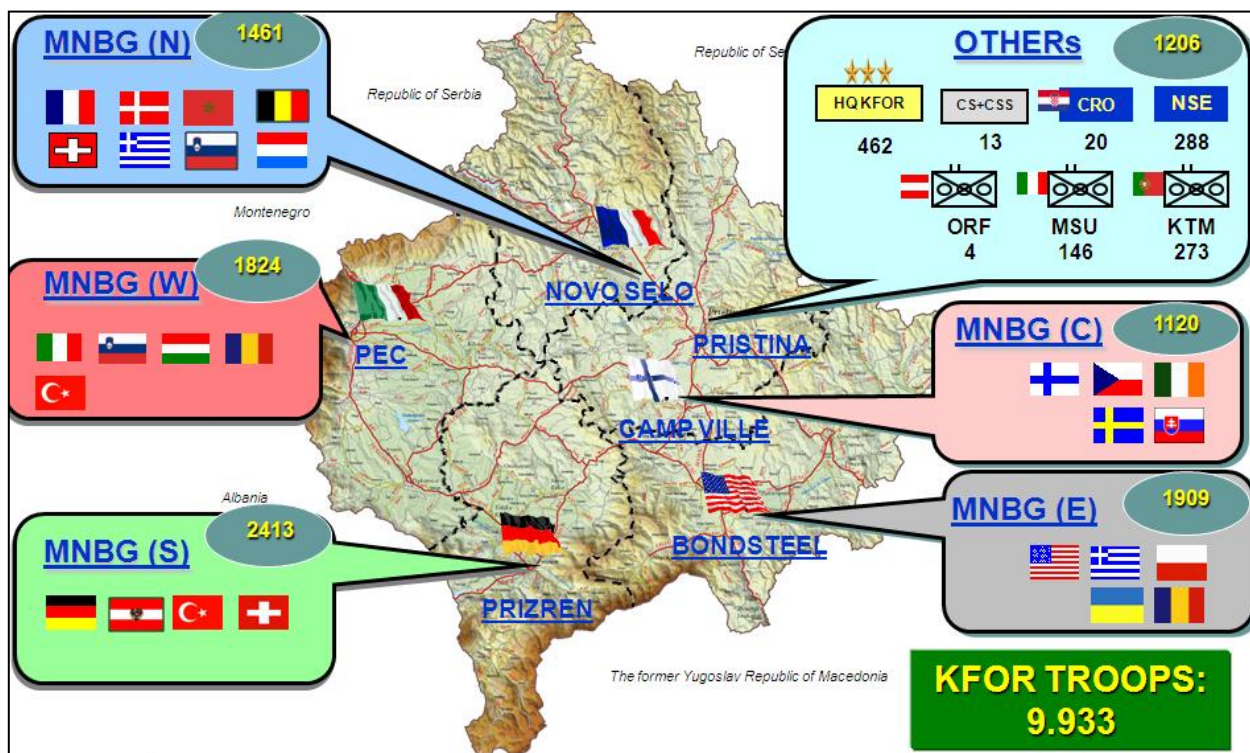 MNBG (N)
1461
Republic of Serbia
Republic of Se
OTHERs
1206
HQ KFOR
CS+CSS
CRO
NSE
462
13
20
288
ORF
MSU
KTM
4
146
273
Montenegro
MNBG (W)
1824
NOVO SELO
PEC
PRISTINA
MNBG (C)
1120
CAMP VILLE
Albania
MNBG (S)
2413
MNBG (E)
1909
BONDSTEEL
PRIZREN
The former Yugoslav Republic of Macedonia
KFOR TROOPS:
9.933